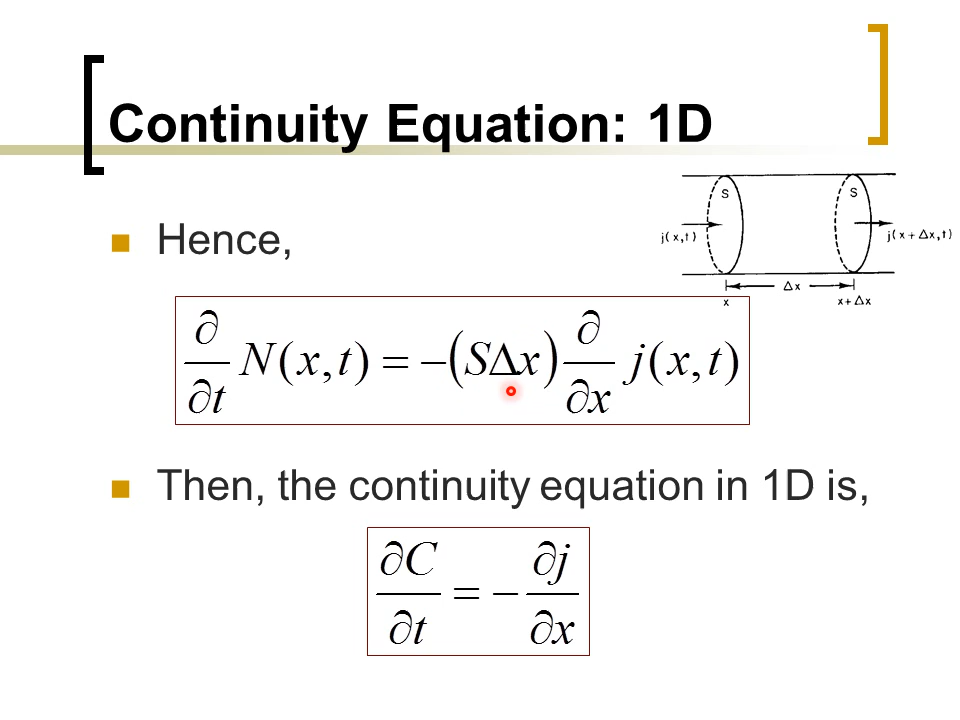 Continuity Equation: 1D
S S
j(x,t) j(x + Δx,t)
Δx
x x+Δx
Hence,
∂/∂t N(x,t) = −(SΔx) ∂/∂x j(x,t)
Then, the continuity equation in 1D is,
∂C/∂t = −∂j/∂x